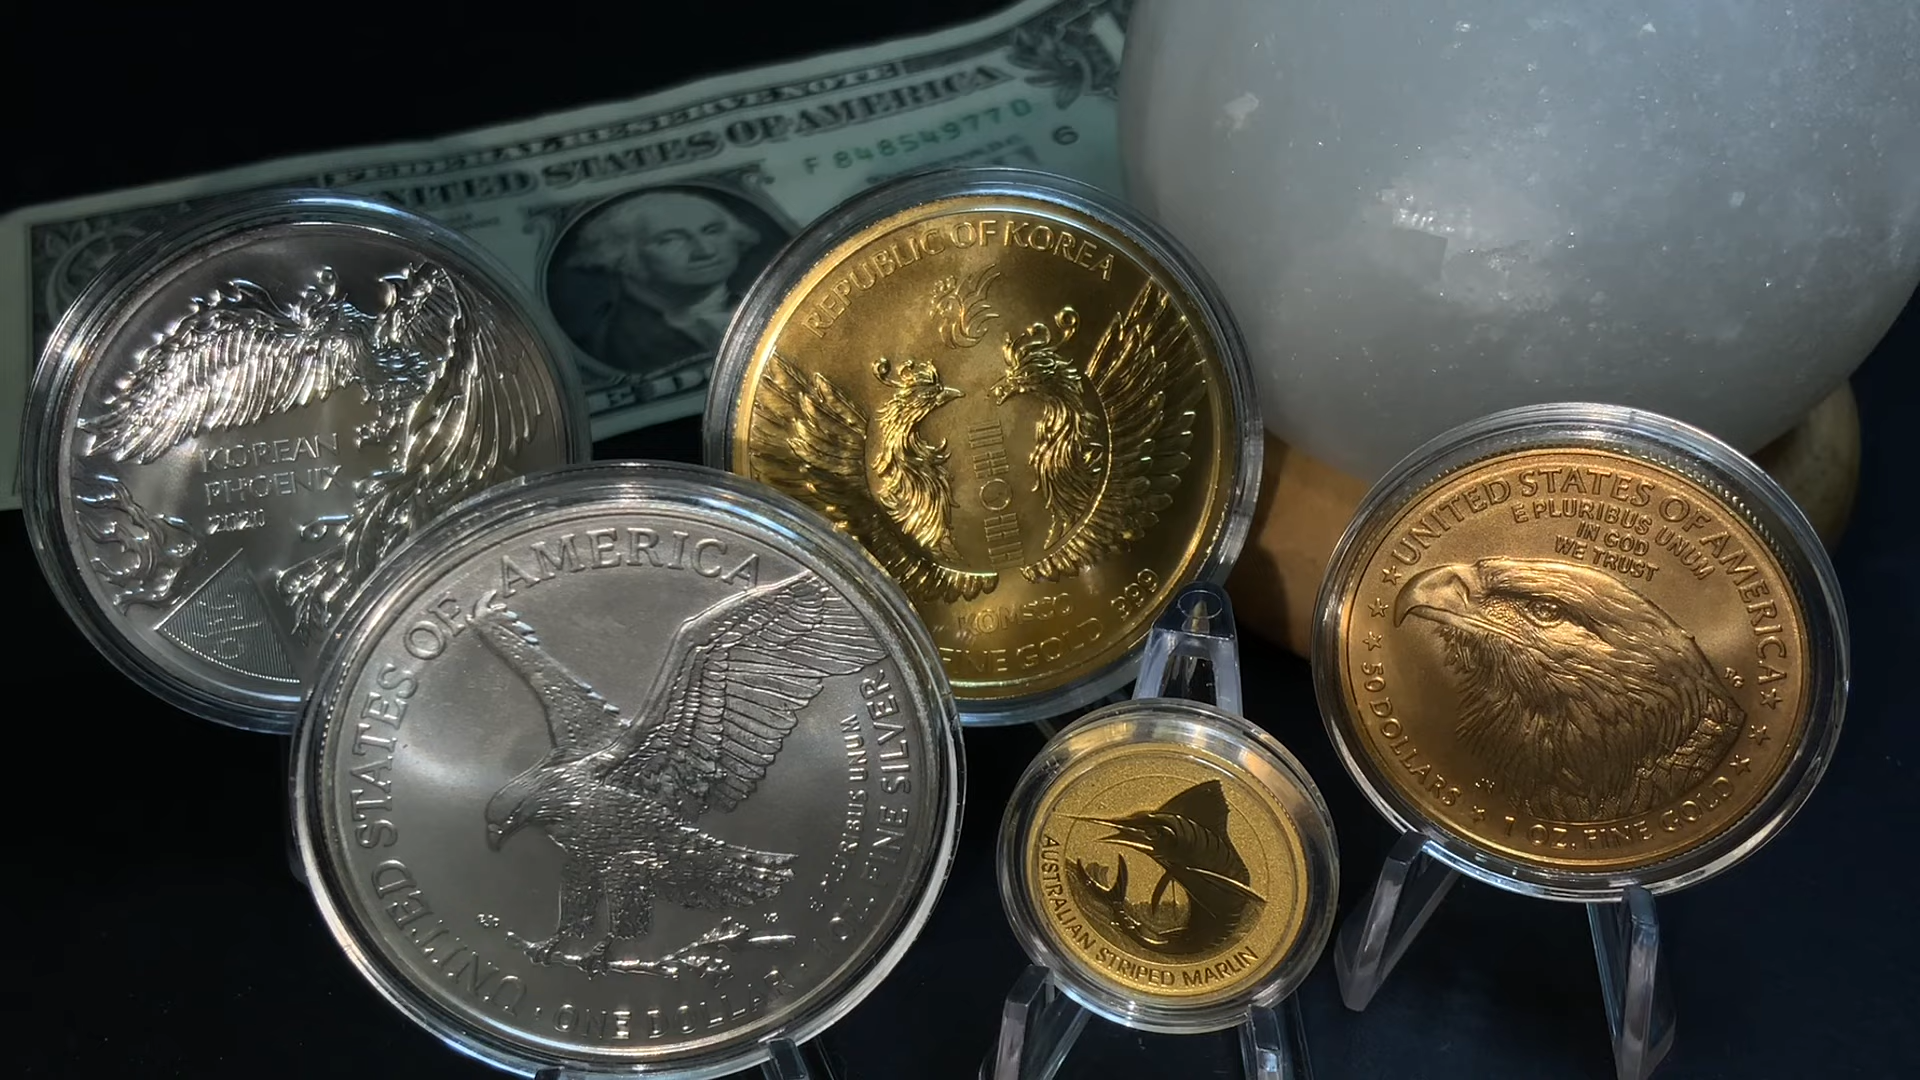 FEDERAL RESERVE NOTE
UNITED STATES OF AMERICA
F 84854977 D
6
KOREAN
PHOENIX
2020
REPUBLIC OF KOREA
KOMSCO
FINE GOLD 999
UNITED STATES OF AMERICA
E PLURIBUS UNUM
1 OZ. FINE SILVER · ONE DOLLAR
AUSTRALIAN STRIPED MARLIN
UNITED STATES OF AMERICA
E PLURIBUS UNUM
IN GOD
WE TRUST
50 DOLLARS ★ 1 OZ. FINE GOLD